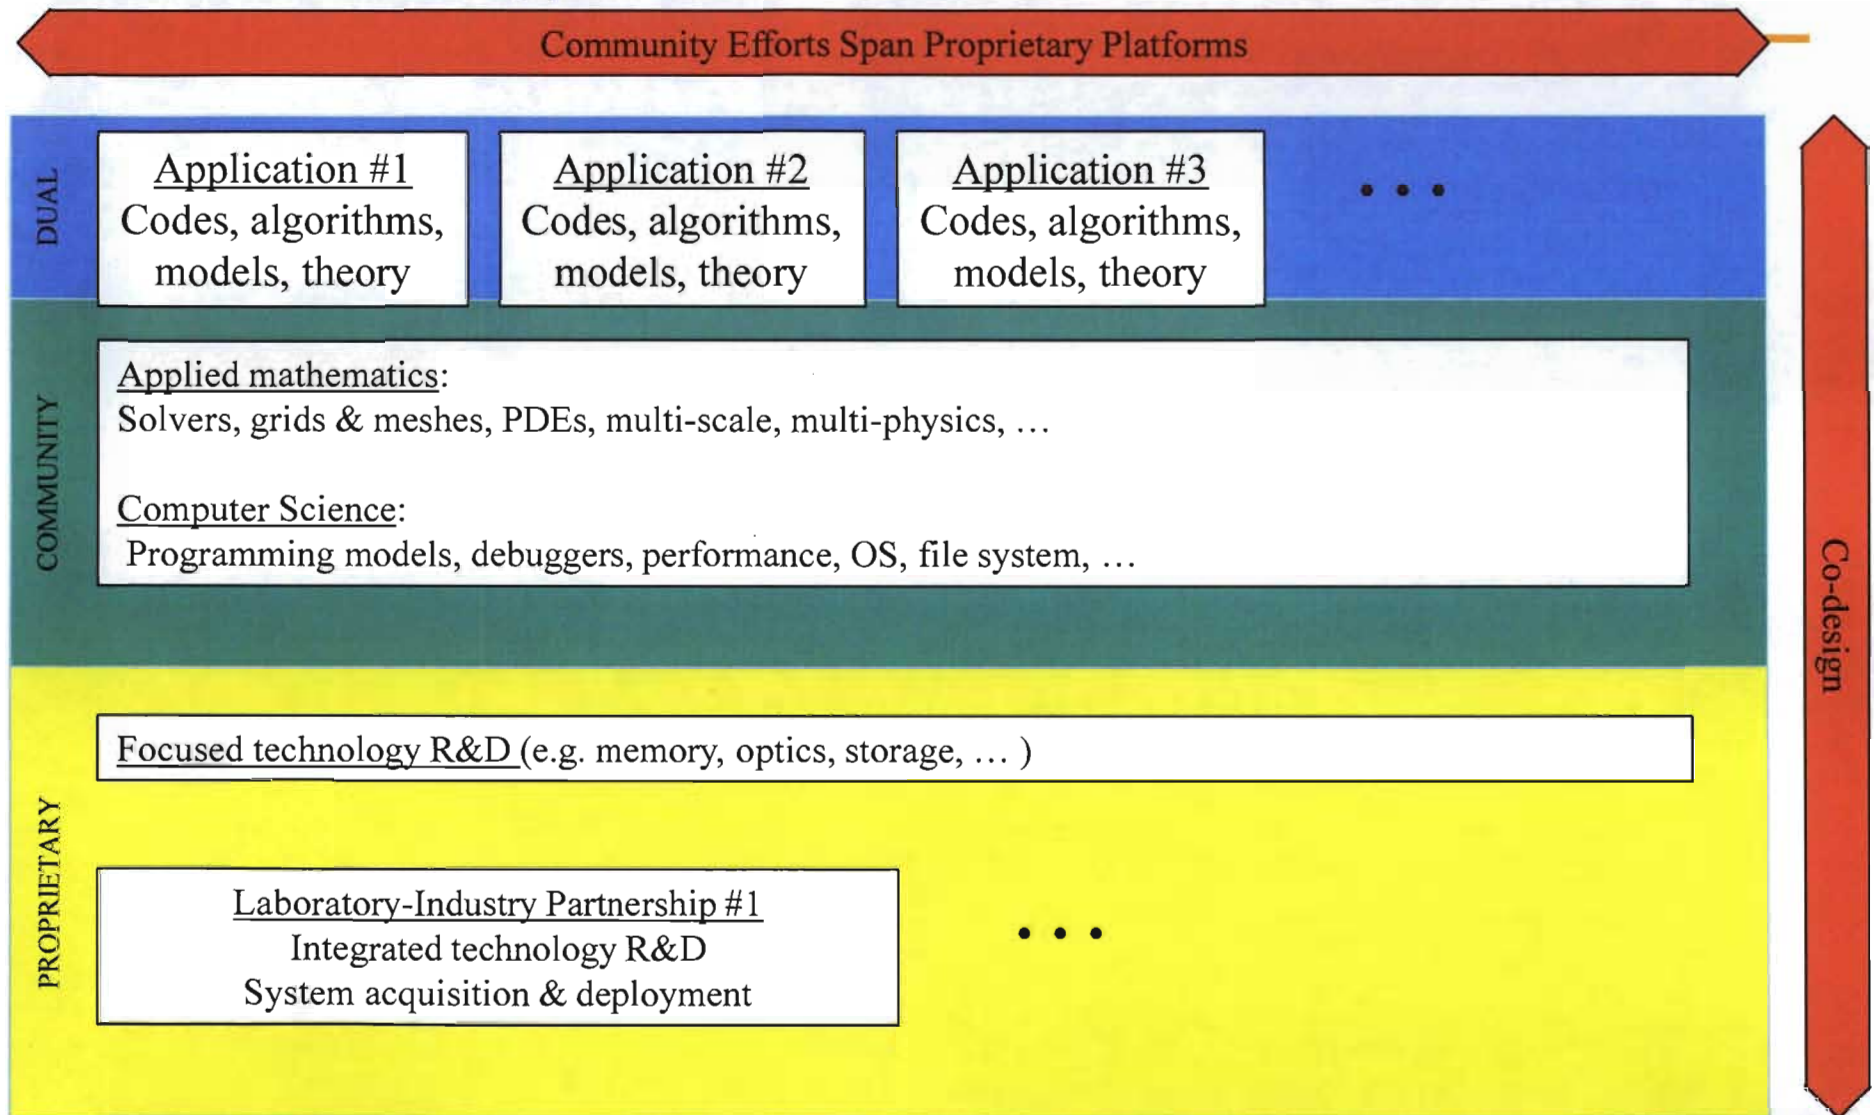 Community Efforts Span Proprietary Platforms
DUAL
Application #1
Codes, algorithms,
models, theory
Application #2
Codes, algorithms,
models, theory
Application #3
Codes, algorithms,
models, theory
• • •
COMMUNITY
Applied mathematics:
Solvers, grids & meshes, PDEs, multi-scale, multi-physics, …
Computer Science:
Programming models, debuggers, performance, OS, file system, …
PROPRIETARY
Focused technology R&D (e.g. memory, optics, storage, … )
Laboratory-Industry Partnership #1
Integrated technology R&D
System acquisition & deployment
• • •
Co-design